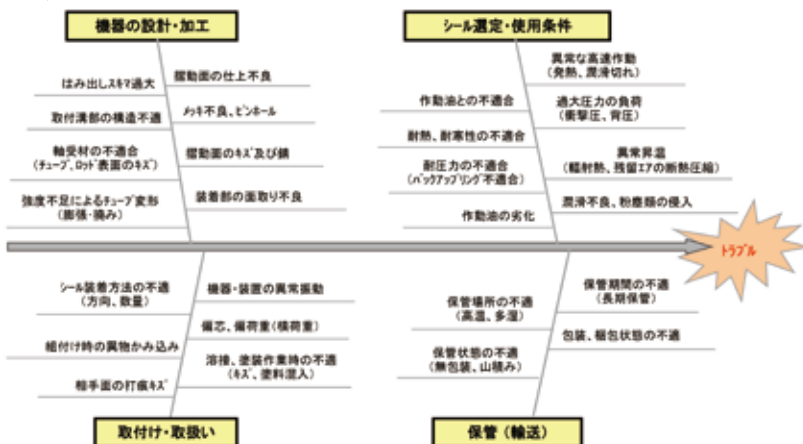 機器の設計・加工
はみ出しスキマ過大
取付溝部の構造不適
軸受材の不適合
(チューブ、ロッド表面のキズ)
強度不足によるチューブ変形
(膨張・撓み)
摺動面の仕上不良
メッキ不良、ピンホール
摺動面のキズ及び錆
装着部の面取り不良
シール選定・使用条件
作動油との不適合
耐熱、耐寒性の不適合
耐圧力の不適合
(バックアップリング不適合)
作動油の劣化
異常な高速作動
(発熱、潤滑切れ)
過大圧力の負荷
(衝撃圧、背圧)
異常昇温
(輻射熱、残留エアの断熱圧縮)
潤滑不良、粉塵類の侵入
トラブル
シール装着方法の不適
(方向、数量)
組付け時の異物かみ込み
相手面の打痕キズ
機器・装置の異常振動
偏芯、偏荷重(横荷重)
溶接、塗装作業時の不適
(キズ、塗料混入)
取付け・取扱い
保管場所の不適
(高温、多湿)
保管状態の不適
(無包装、山積み)
保管期間の不適
(長期保管)
包装、梱包状態の不適
保管(輸送)